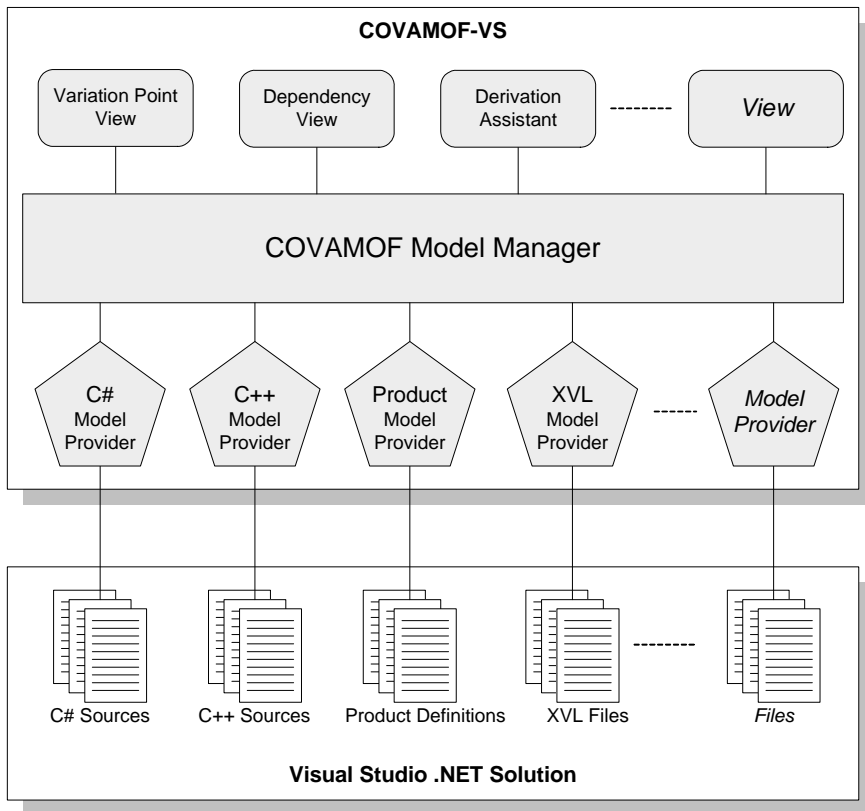 COVAMOF-VS
Variation Point
View
Dependency
View
Derivation
Assistant
View
COVAMOF Model Manager
C#
Model
Provider
C++
Model
Provider
Product
Model
Provider
XVL
Model
Provider
Model
Provider
C# Sources
C++ Sources
Product Definitions
XVL Files
Files
Visual Studio .NET Solution